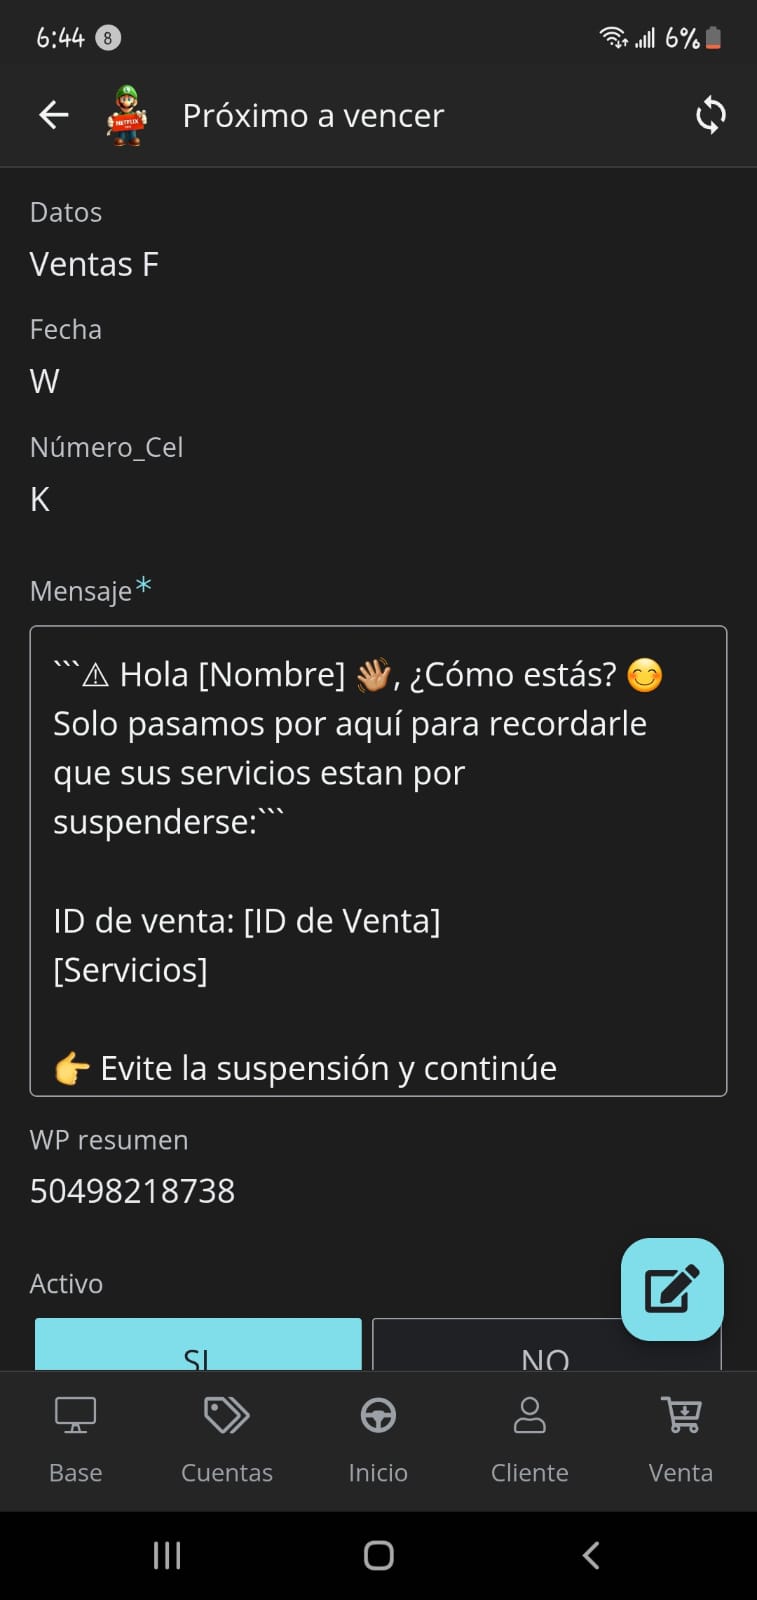 6:44 8 6%
NETFLIX
Próximo a vencer
Datos
Ventas F
Fecha
W
Número_Cel
K
Mensaje*
```⚠ Hola [Nombre] 👋🏽, ¿Cómo estás? 😊
Solo pasamos por aquí para recordarle
que sus servicios estan por
suspenderse:```
ID de venta: [ID de Venta]
[Servicios]
👉 Evite la suspensión y continúe
WP resumen
50498218738
Activo
SI NO
Base Cuentas Inicio Cliente Venta